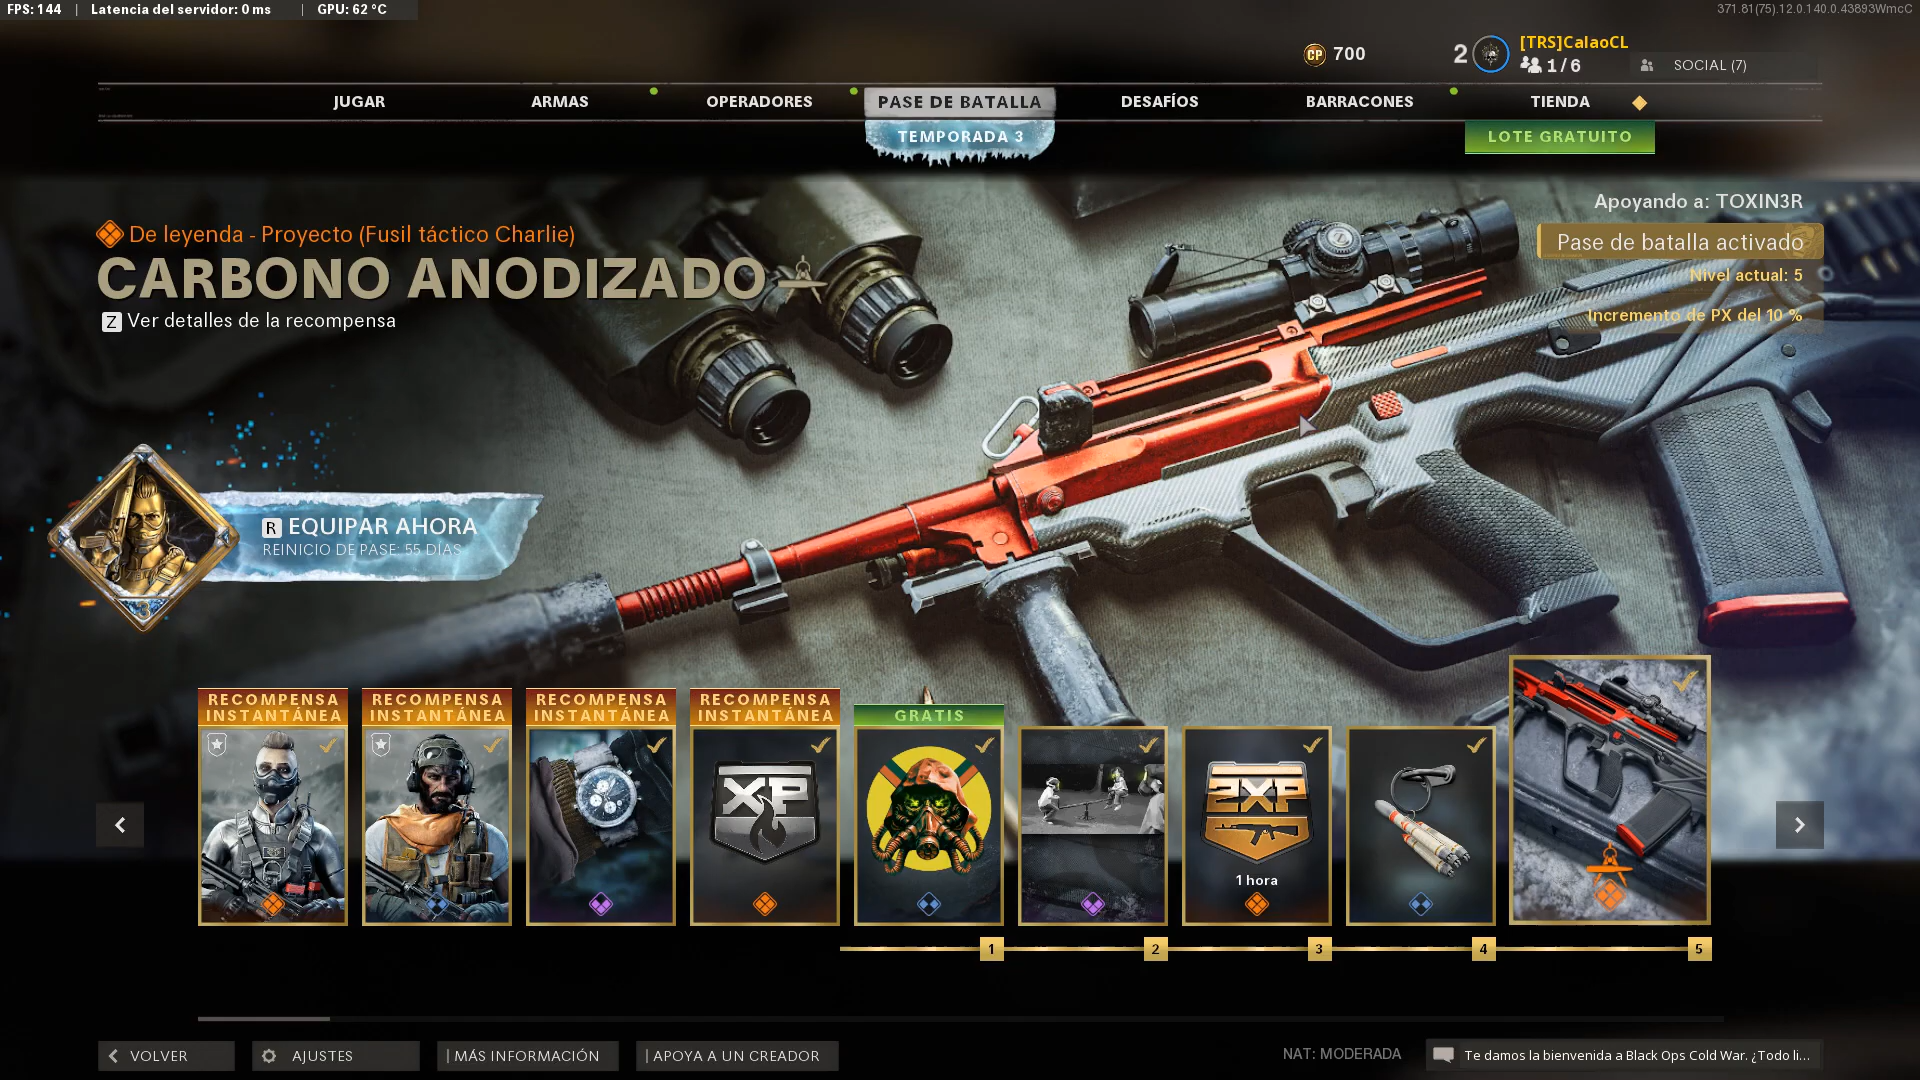 FPS: 144 | Latencia del servidor: 0 ms | GPU: 62 °C
371.81(75).12.0.140.0.43893WmcC
CP 700
2 [TRS]CalaoCL
1 / 6
SOCIAL (7)
JUGAR
ARMAS
OPERADORES
PASE DE BATALLA
DESAFÍOS
BARRACONES
TIENDA
TEMPORADA 3
LOTE GRATUITO
De leyenda - Proyecto (Fusil táctico Charlie)
CARBONO ANODIZADO
Z Ver detalles de la recompensa
Apoyando a: TOXIN3R
Pase de batalla activado
Nivel actual: 5
Incremento de PX del 10 %
R EQUIPAR AHORA
REINICIO DE PASE: 55 DÍAS
3
RECOMPENSA
INSTANTÁNEA
RECOMPENSA
INSTANTÁNEA
RECOMPENSA
INSTANTÁNEA
RECOMPENSA
INSTANTÁNEA
GRATIS
XP
2XP
1 hora
1
2
3
4
5
VOLVER
AJUSTES
| MÁS INFORMACIÓN
| APOYA A UN CREADOR
NAT: MODERADA
Te damos la bienvenida a Black Ops Cold War. ¿Todo li...